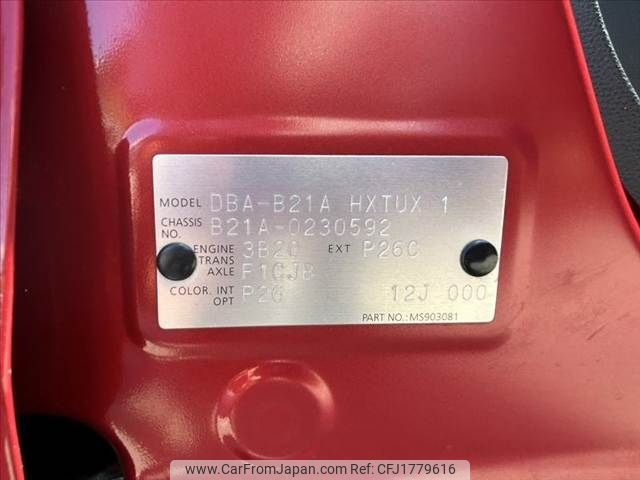 MODEL DBA-B21A HXTUX 1
CHASSIS NO. B21A-0230592
ENGINE 3B20 EXT P26C
TRANS AXLE F1CJB
COLOR. INT OPT P26 12J 000
PART NO.: MS903081
www.CarFromJapan.com CFJ1779616